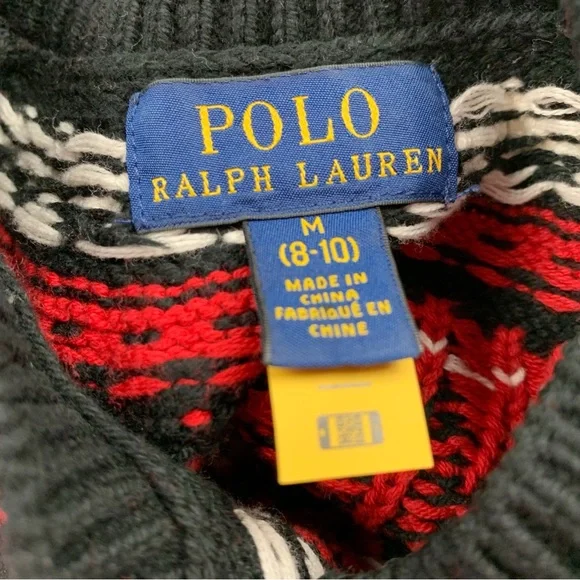 POLO
RALPH LAUREN
M
(8-10)
MADE IN
CHINA
FABRIQUÉ EN
CHINE